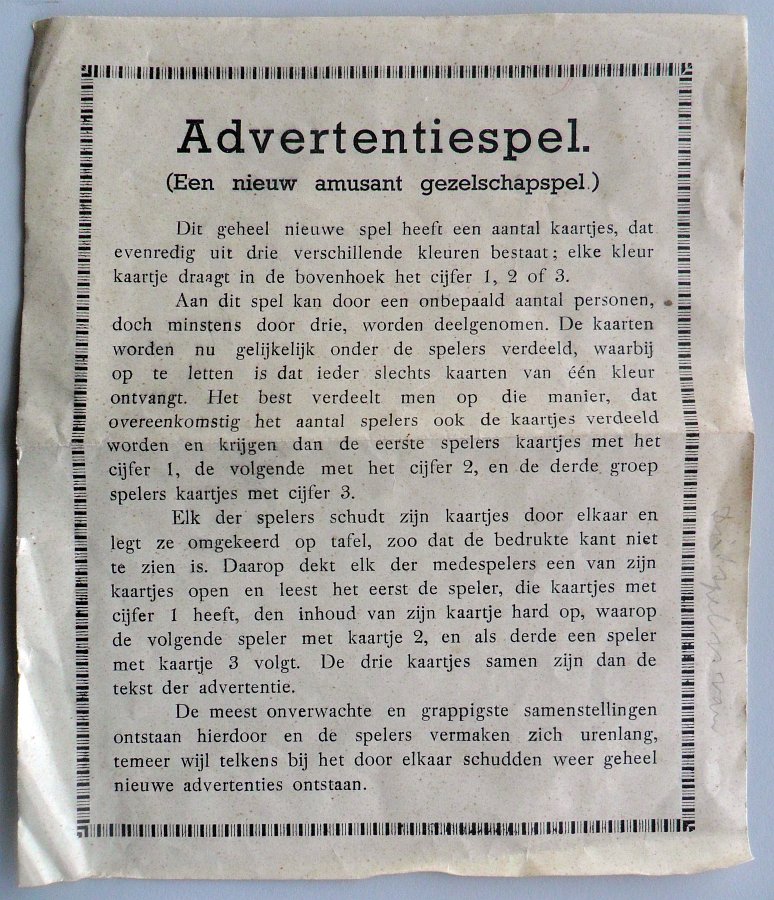 Advertentiespel.
(Een nieuw amusant gezelschapspel.)
Dit geheel nieuwe spel heeft een aantal kaartjes, dat
evenredig uit drie verschillende kleuren bestaat; elke kleur
kaartje draagt in de bovenhoek het cijfer 1, 2 of 3.
Aan dit spel kan door een onbepaald aantal personen,
doch minstens door drie, worden deelgenomen. De kaarten
worden nu gelijkelijk onder de spelers verdeeld, waarbij
op te letten is dat ieder slechts kaarten van één kleur
ontvangt. Het best verdeelt men op die manier, dat
overeenkomstig het aantal spelers ook de kaartjes verdeeld
worden en krijgen dan de eerste spelers kaartjes met het
cijfer 1, de volgende met het cijfer 2, en de derde groep
spelers kaartjes met cijfer 3.
Elk der spelers schudt zijn kaartjes door elkaar en
legt ze omgekeerd op tafel, zoo dat de bedrukte kant niet
te zien is. Daarop dekt elk der medespelers een van zijn
kaartjes open en leest het eerst de speler, die kaartjes met
cijfer 1 heeft, den inhoud van zijn kaartje hard op, waarop
de volgende speler met kaartje 2, en als derde een speler
met kaartje 3 volgt. De drie kaartjes samen zijn dan de
tekst der advertentie.
De meest onverwachte en grappigste samenstellingen
ontstaan hierdoor en de spelers vermaken zich urenlang,
temeer wijl telkens bij het door elkaar schudden weer geheel
nieuwe advertenties ontstaan.